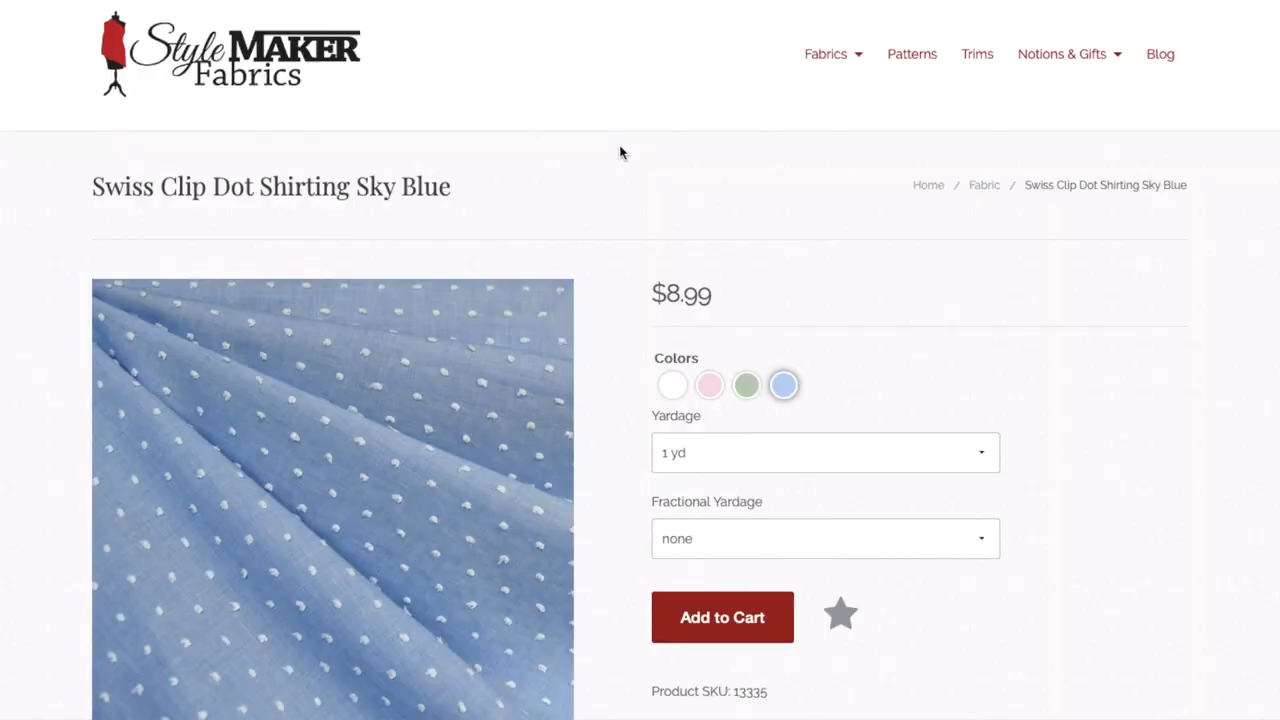 Style MAKER
Fabrics
Fabrics
Patterns
Trims
Notions & Gifts
Blog
Swiss Clip Dot Shirting Sky Blue
Home / Fabric / Swiss Clip Dot Shirting Sky Blue
$8.99
Colors
Yardage
1 yd
Fractional Yardage
none
Add to Cart
Product SKU: 13335